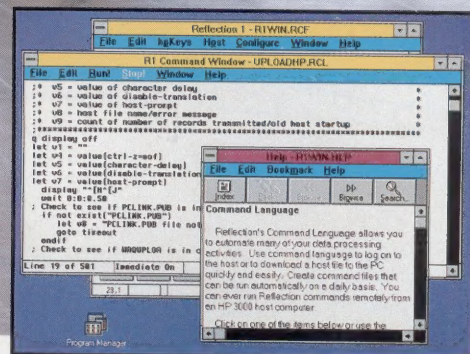 Reflection 1 - R1WIN.RCF
File Edit hpKeys Host Configure Window Help
R1 Command Window - UPLOADHP.RCL
File Edit Run! Stop! Window Help
;* v5 = value of character delay
;* v6 = value of disable-translation
;* v7 = value of host-prompt
;* v8 = host file name/error message
;* v9 = count of number of records transmitted/old host startup
q display off
let v1 = ""
let v4 = value(ctrl-z=eof)
let v5 = value(character-delay)
let v6 = value(disable-translation
let v7 = value(host-prompt)
display "^[H^[J"
wait 0:0:0.50
; Check to see if PCLINK.PUB is in
if not exist("PCLINK.PUB")
let v8 = "PCLINK.PUB file not
goto timeout
endif
; Check to see if is in
Line 19 of 501 Immediate On
Help - R1WIN.HLP
File Edit Bookmark Help
Index Browse Search
Command Language
Reflection's Command Language allows you
to automate many of your data processing
activities. Use command language to log on to
the host or to download a host file to the PC
quickly and easily. Create command files that
can be run automatically on a daily basis. You
can even run Reflection commands remotely from
an HP 3000 host computer.
Click on one of the items below or use the
23.1
Program Manager